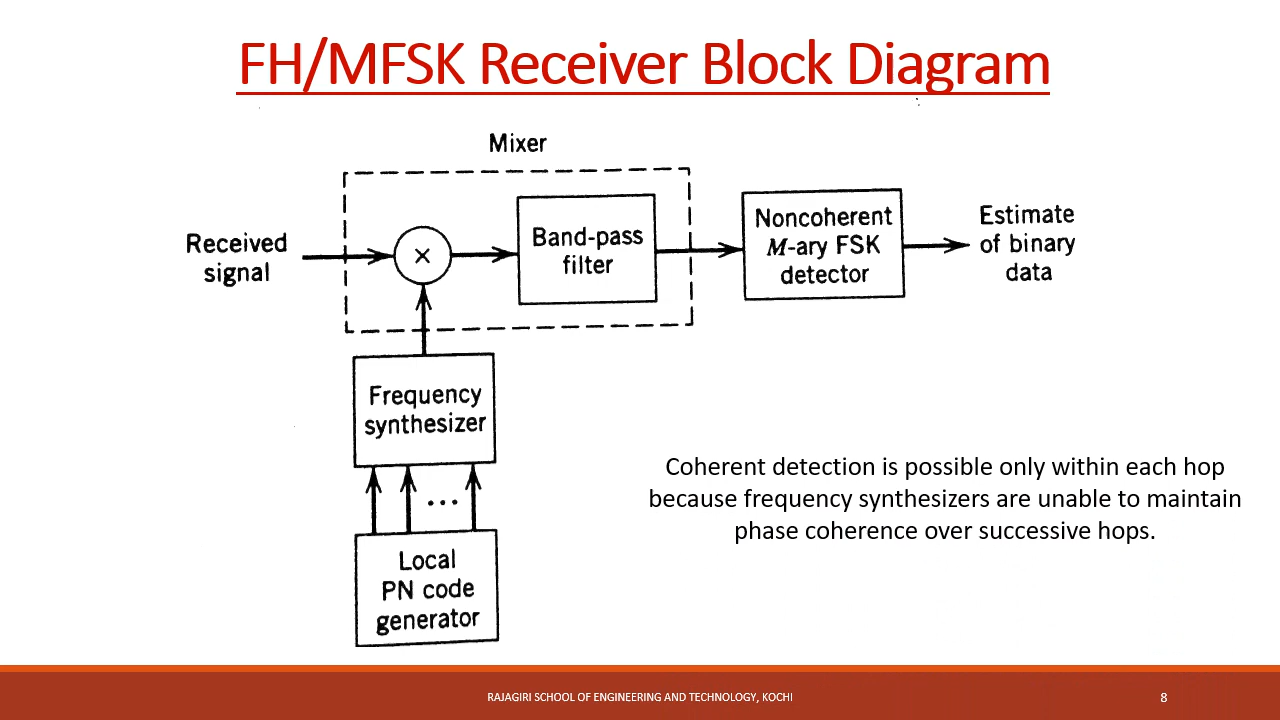 FH/MFSK Receiver Block Diagram
Mixer
Received
signal
×
Band-pass
filter
Noncoherent
M-ary FSK
detector
Estimate
of binary
data
Frequency
synthesizer
...
Local
PN code
generator
Coherent detection is possible only within each hop
because frequency synthesizers are unable to maintain
phase coherence over successive hops.
RAJAGIRI SCHOOL OF ENGINEERING AND TECHNOLOGY, KOCHI
8